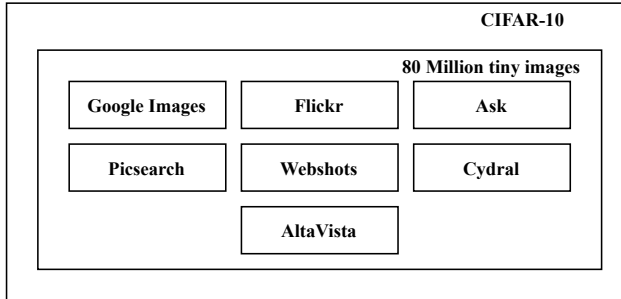 CIFAR-10
80 Million tiny images
Google Images
Flickr
Ask
Picsearch
Webshots
Cydral
AltaVista